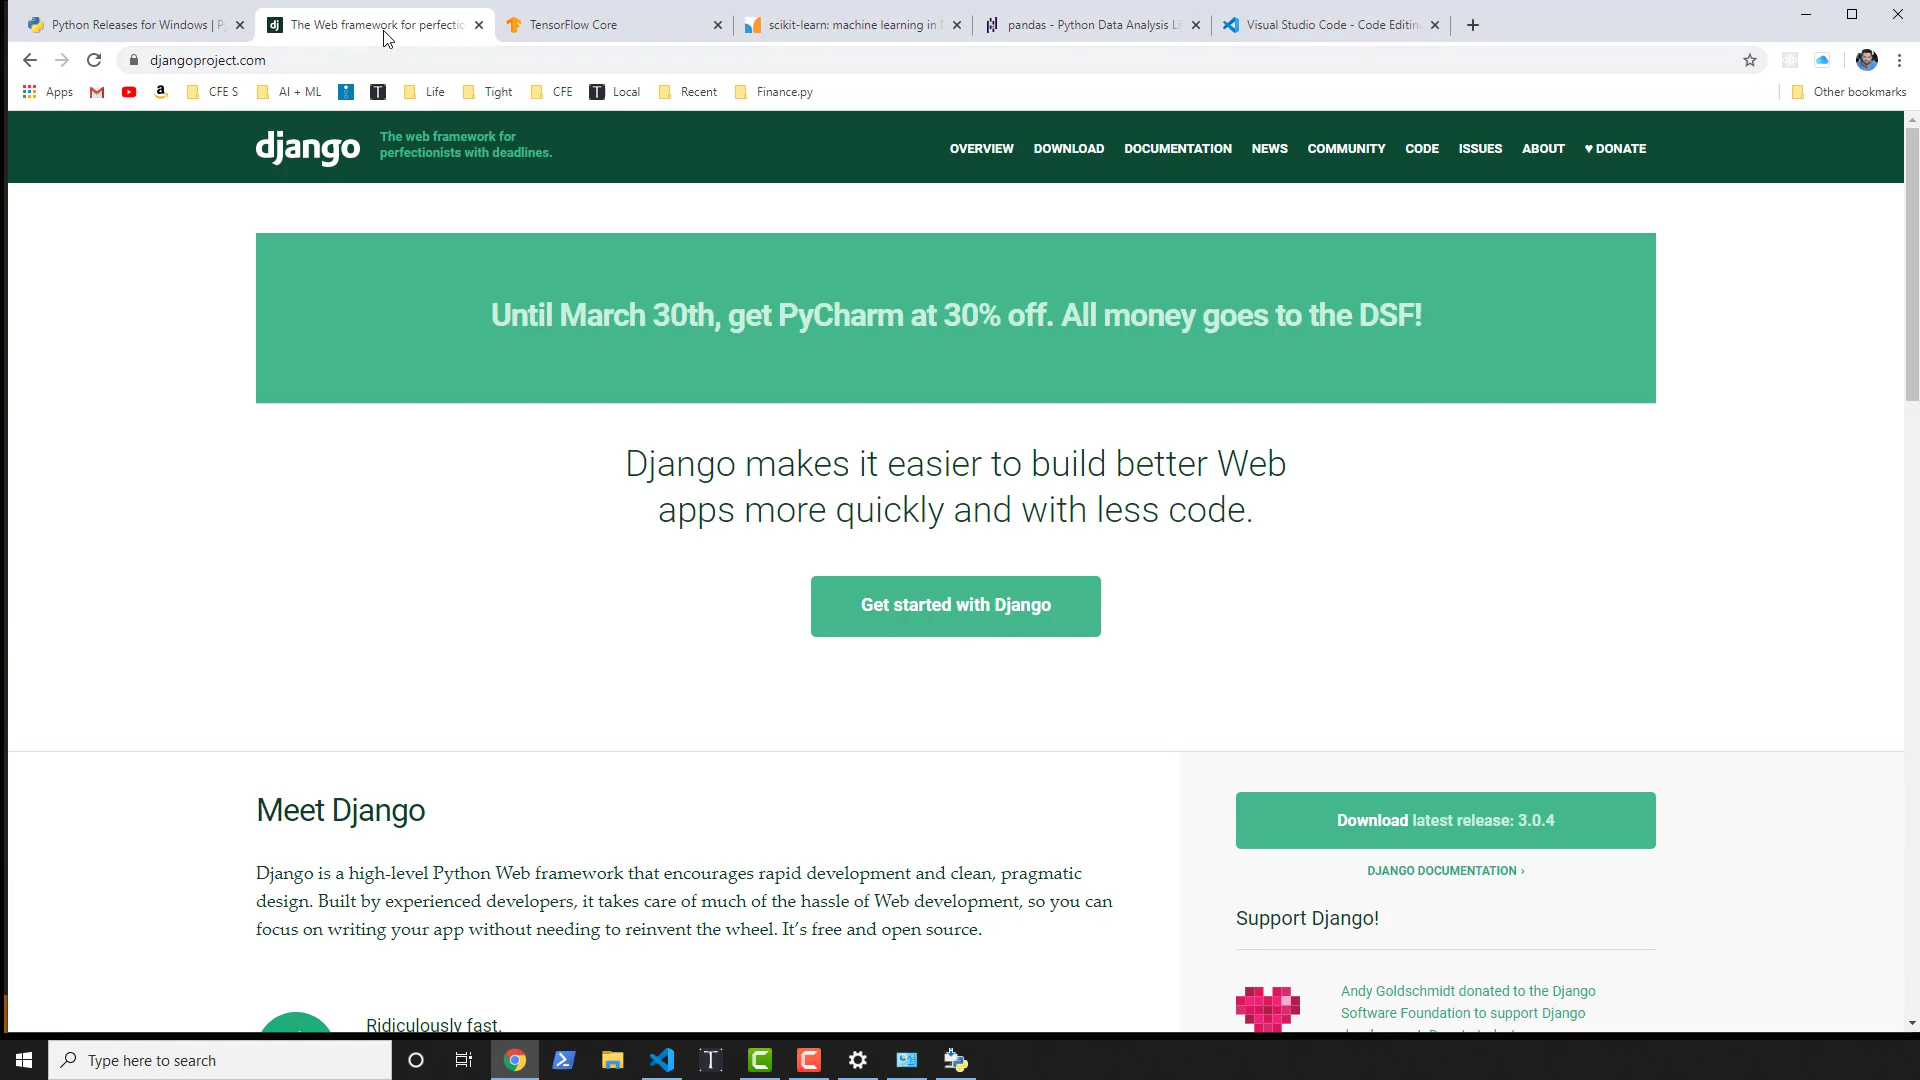 Python Releases for Windows | Py
The Web framework for perfectio
TensorFlow Core
scikit-learn: machine learning in
pandas - Python Data Analysis Li
Visual Studio Code - Code Editin
djangoproject.com
Apps
CFE S
AI + ML
T
Life
Tight
CFE
T
Local
Recent
Finance.py
Other bookmarks
django
The web framework for
perfectionists with deadlines.
OVERVIEW
DOWNLOAD
DOCUMENTATION
NEWS
COMMUNITY
CODE
ISSUES
ABOUT
♥ DONATE
Until March 30th, get PyCharm at 30% off. All money goes to the DSF!
Django makes it easier to build better Web
apps more quickly and with less code.
Get started with Django
Meet Django
Django is a high-level Python Web framework that encourages rapid development and clean, pragmatic
design. Built by experienced developers, it takes care of much of the hassle of Web development, so you can
focus on writing your app without needing to reinvent the wheel. It's free and open source.
Ridiculously fast.
Download latest release: 3.0.4
DJANGO DOCUMENTATION ›
Support Django!
Andy Goldschmidt donated to the Django
Software Foundation to support Django
Type here to search